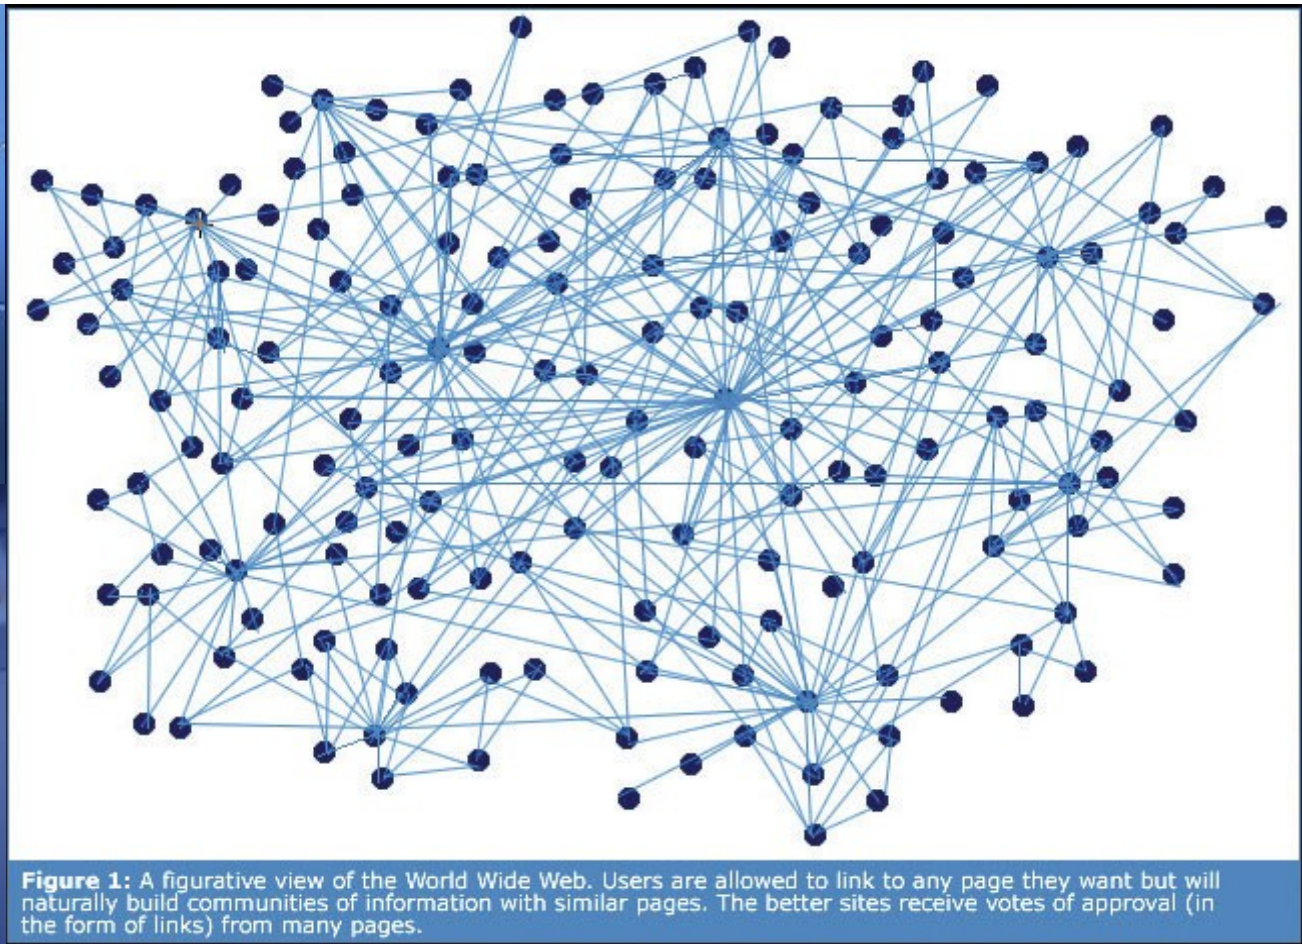 Figure 1: A figurative view of the World Wide Web. Users are allowed to link to any page they want but will
naturally build communities of information with similar pages. The better sites receive votes of approval (in
the form of links) from many pages.